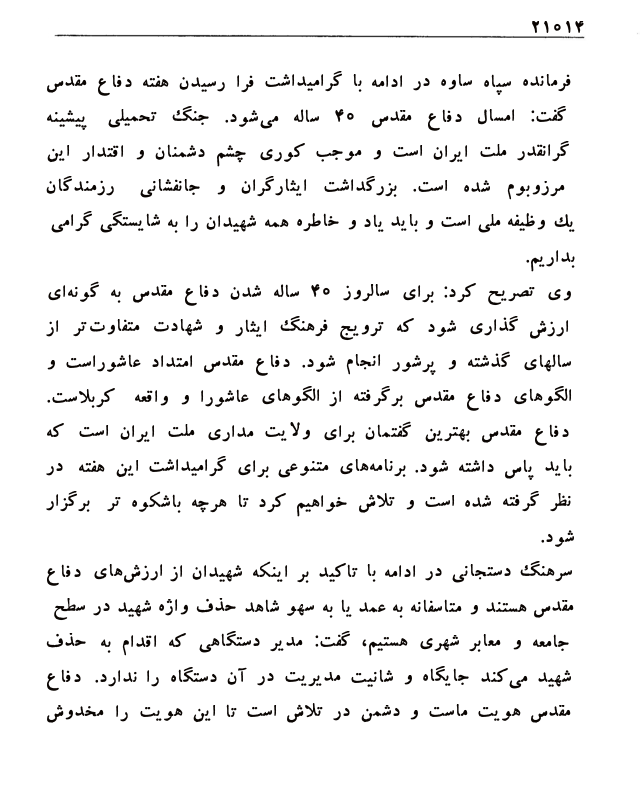 ۲۱۰۱۴
فرمانده سپاه ساوه در ادامه با گرامیداشت فرا رسیدن هفته دفاع مقدس
گفت: امسال دفاع مقدس ۴۰ ساله می‌شود. جنگ تحمیلی پیشینه
گرانقدر ملت ایران است و موجب کوری چشم دشمنان و اقتدار این
مرزوبوم شده است. بزرگداشت ایثارگران و جانفشانی رزمندگان
یك وظیفه ملی است و باید یاد و خاطره همه شهیدان را به شایستگی گرامی
بداریم.
وی تصریح کرد: برای سالروز ۴۰ ساله شدن دفاع مقدس به گونه‌ای
ارزش گذاری شود که ترویج فرهنگ ایثار و شهادت متفاوت‌تر از
سالهای گذشته و پرشور انجام شود. دفاع مقدس امتداد عاشوراست و
الگوهای دفاع مقدس برگرفته از الگوهای عاشورا و واقعه کربلاست.
دفاع مقدس بهترین گفتمان برای ولایت مداری ملت ایران است که
باید پاس داشته شود. برنامه‌های متنوعی برای گرامیداشت این هفته در
نظر گرفته شده است و تلاش خواهیم کرد تا هرچه باشکوه تر برگزار
شود.
سرهنگ دستجانی در ادامه با تاکید بر اینکه شهیدان از ارزش‌های دفاع
مقدس هستند و متاسفانه به عمد یا به سهو شاهد حذف واژه شهید در سطح
جامعه و معابر شهری هستیم، گفت: مدیر دستگاهی که اقدام به حذف
شهید می‌کند جایگاه و شانیت مدیریت در آن دستگاه را ندارد. دفاع
مقدس هویت ماست و دشمن در تلاش است تا این هویت را مخدوش